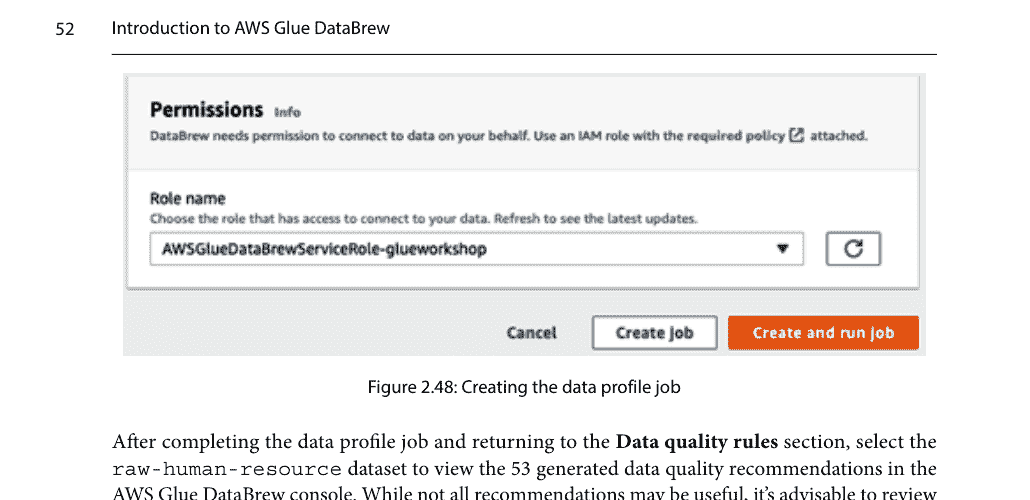 52 Introduction to AWS Glue DataBrew
Permissions Info
DataBrew needs permission to connect to data on your behalf. Use an IAM role with the required policy attached.
Role name
Choose the role that has access to connect to your data. Refresh to see the latest updates.
AWSGlueDataBrewServiceRole-glueworkshop
Cancel Create job Create and run job
Figure 2.48: Creating the data profile job
After completing the data profile job and returning to the Data quality rules section, select the
raw-human-resource dataset to view the 53 generated data quality recommendations in the
AWS Glue DataBrew console. While not all recommendations may be useful, it's advisable to review